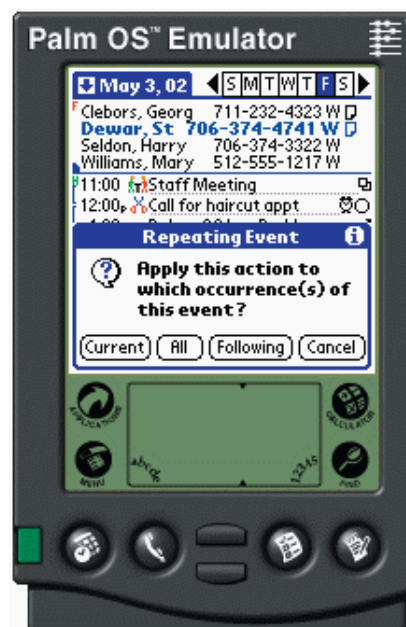 Palm OS™ Emulator
May 3, 02 S M T W T F S
Clebors, Georg 711-232-4323 W
Dewar, St 706-374-4741 W
Seldon, Harry 706-374-3322 W
Williams, Mary 512-555-1217 W
11:00 Staff Meeting
12:00P Call for haircut appt
Repeating Event
Apply this action to
which occurrence(s) of
this event?
Current All Following Cancel
APPLICATIONS CALCULATOR
MENU abcde 12345 FIND